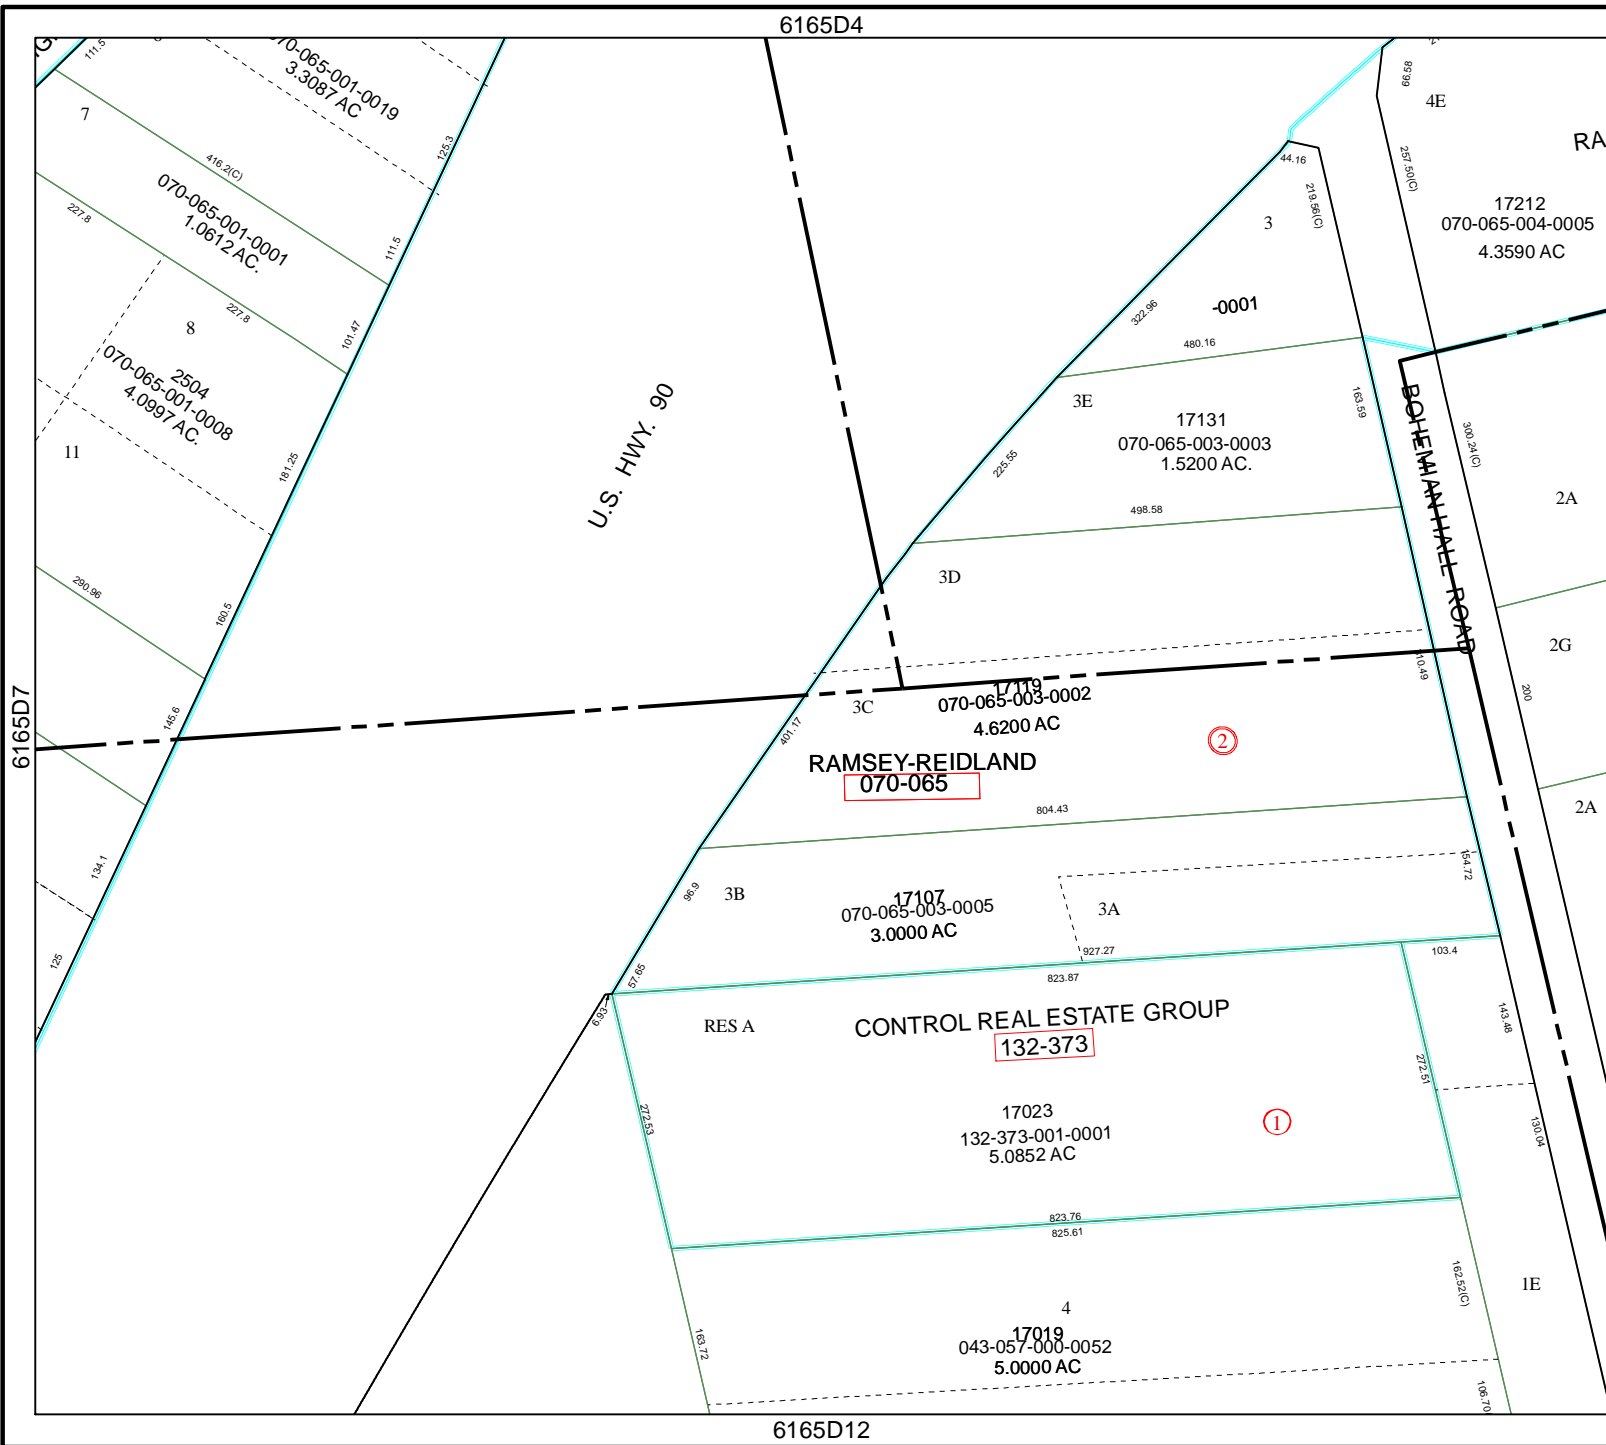 6165D4
111.5
070-065-001-0019
3.3087 AC
7
416.2(C)
125.3
070-065-001-0001
1.0612 AC.
227.8
111.5
227.8
8
101.47
2504
070-065-001-0008
4.0997 AC.
11
181.25
290.96
160.5
145.6
134.1
125
6165D7
U.S. HWY. 90
66.58
4E
257.50(C)
RA
44.16
219.56(C)
3
17212
070-065-004-0005
4.3590 AC
322.96
-0001
480.16
3E
163.59
17131
070-065-003-0003
1.5200 AC.
225.55
498.58
BOHEMIAN HALL ROAD
300.24(C)
2A
3D
2G
310.49
200
17119
070-065-003-0002
3C
4.6200 AC
401.17
2
RAMSEY-REIDLAND
070-065
804.43
2A
154.72
96.9
3B
17107
070-065-003-0005
3.0000 AC
3A
927.27
103.4
57.65
823.87
6.93
RES A
CONTROL REAL ESTATE GROUP
132-373
143.48
272.51
272.53
17023
132-373-001-0001
5.0852 AC
1
130.04
823.76
825.61
162.52(C)
1E
4
17019
043-057-000-0052
5.0000 AC
163.72
106.70
6165D12